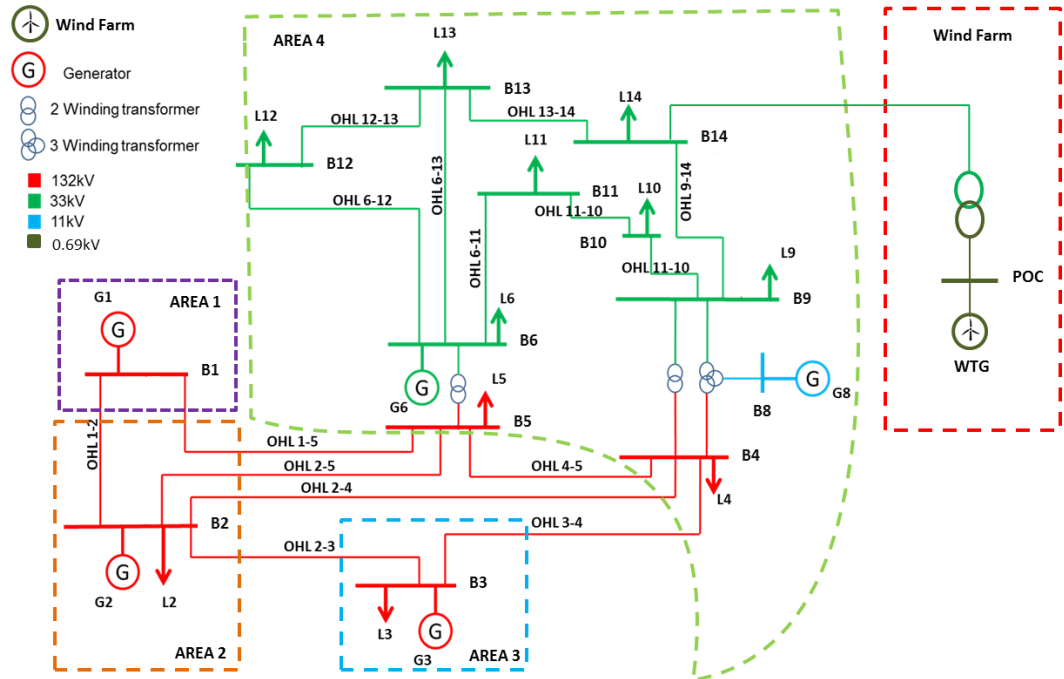 Wind Farm
G
Generator
2 Winding transformer
3 Winding transformer
132kV
33kV
11kV
0.69kV
AREA 4
L13
B13
OHL 12-13
OHL 13-14
L12
B12
L14
B14
L11
B11
OHL 6-13
OHL 6-12
OHL 9-14
L10
OHL 11-10
B10
OHL 6-11
OHL 11-10
L9
B9
L6
B6
G
G6
L5
B5
B8
G
G8
B4
L4
Wind Farm
POC
WTG
G1
AREA 1
G
B1
OHL 1-2
OHL 1-5
OHL 2-5
OHL 4-5
OHL 2-4
OHL 3-4
B2
OHL 2-3
G
G2
L2
AREA 2
B3
L3
G
G3
AREA 3